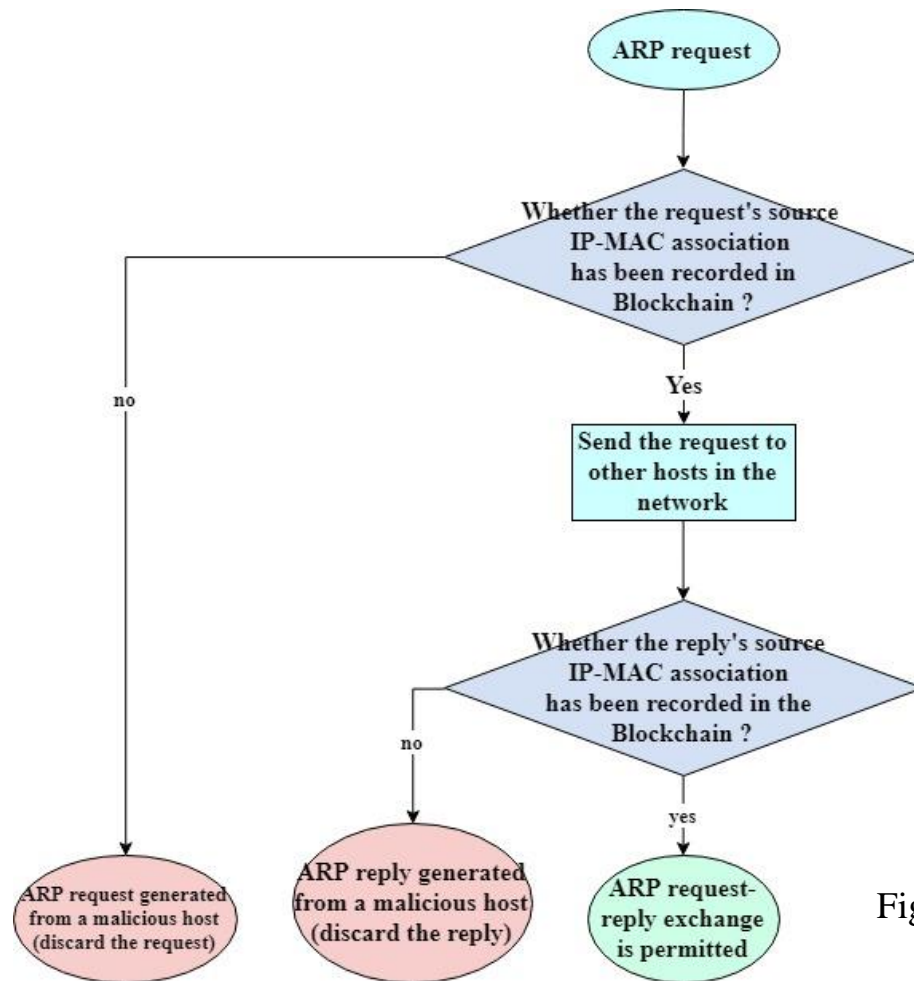 ARP request
Whether the request's source
IP-MAC association
has been recorded in
Blockchain ?
no
Yes
Send the request to
other hosts in the
network
Whether the reply's source
IP-MAC association
has been recorded in the
Blockchain ?
no
yes
ARP request generated
from a malicious host
(discard the request)
ARP reply generated
from a malicious host
(discard the reply)
ARP request-
reply exchange
is permitted
Fig